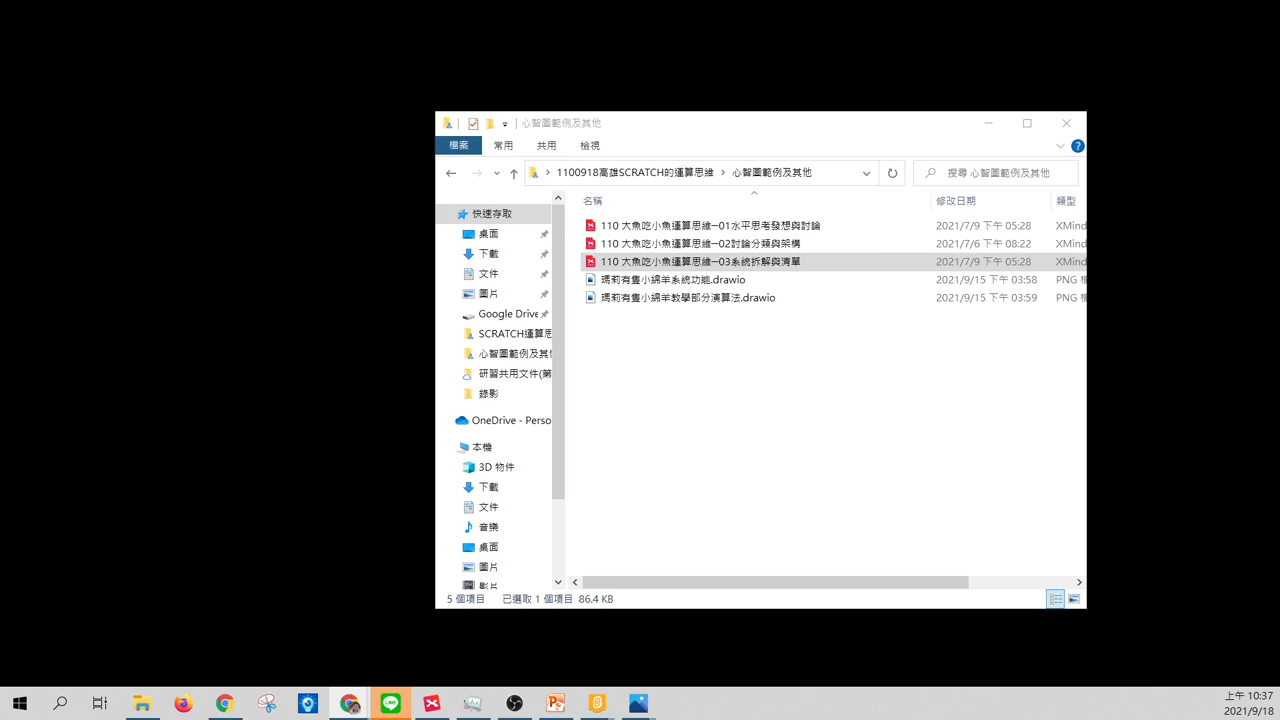 心智圖範例及其他
檔案 常用 共用 檢視
1100918高雄SCRATCH的運算思維 心智圖範例及其他 搜尋 心智圖範例及其他
名稱 修改日期 類型
110 大魚吃小魚運算思維—01水平思考發想與討論 2021/7/9 下午 05:28 XMind
110 大魚吃小魚運算思維—02討論分類與架構 2021/7/6 下午 08:22 XMind
110 大魚吃小魚運算思維—03系統拆解與清單 2021/7/9 下午 05:28 XMind
瑪莉有隻小綿羊系統功能.drawio 2021/9/15 下午 03:58 PNG 檔
瑪莉有隻小綿羊教學部分演算法.drawio 2021/9/15 下午 03:59 PNG 檔
快速存取
桌面
下載
文件
圖片
Google Drive
SCRATCH運算思
心智圖範例及其他
研習共用文件(第
錄影
OneDrive - Perso
本機
3D 物件
下載
文件
音樂
桌面
圖片
影片
5 個項目 已選取 1 個項目 86.4 KB
LINE
上午 10:37
2021/9/18